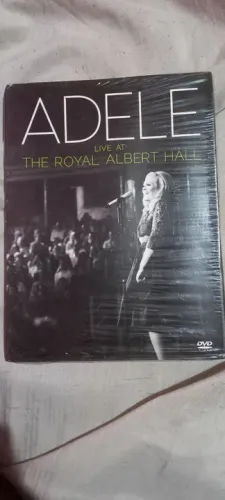 ADELE
LIVE AT
THE ROYAL ALBERT HALL
DVD